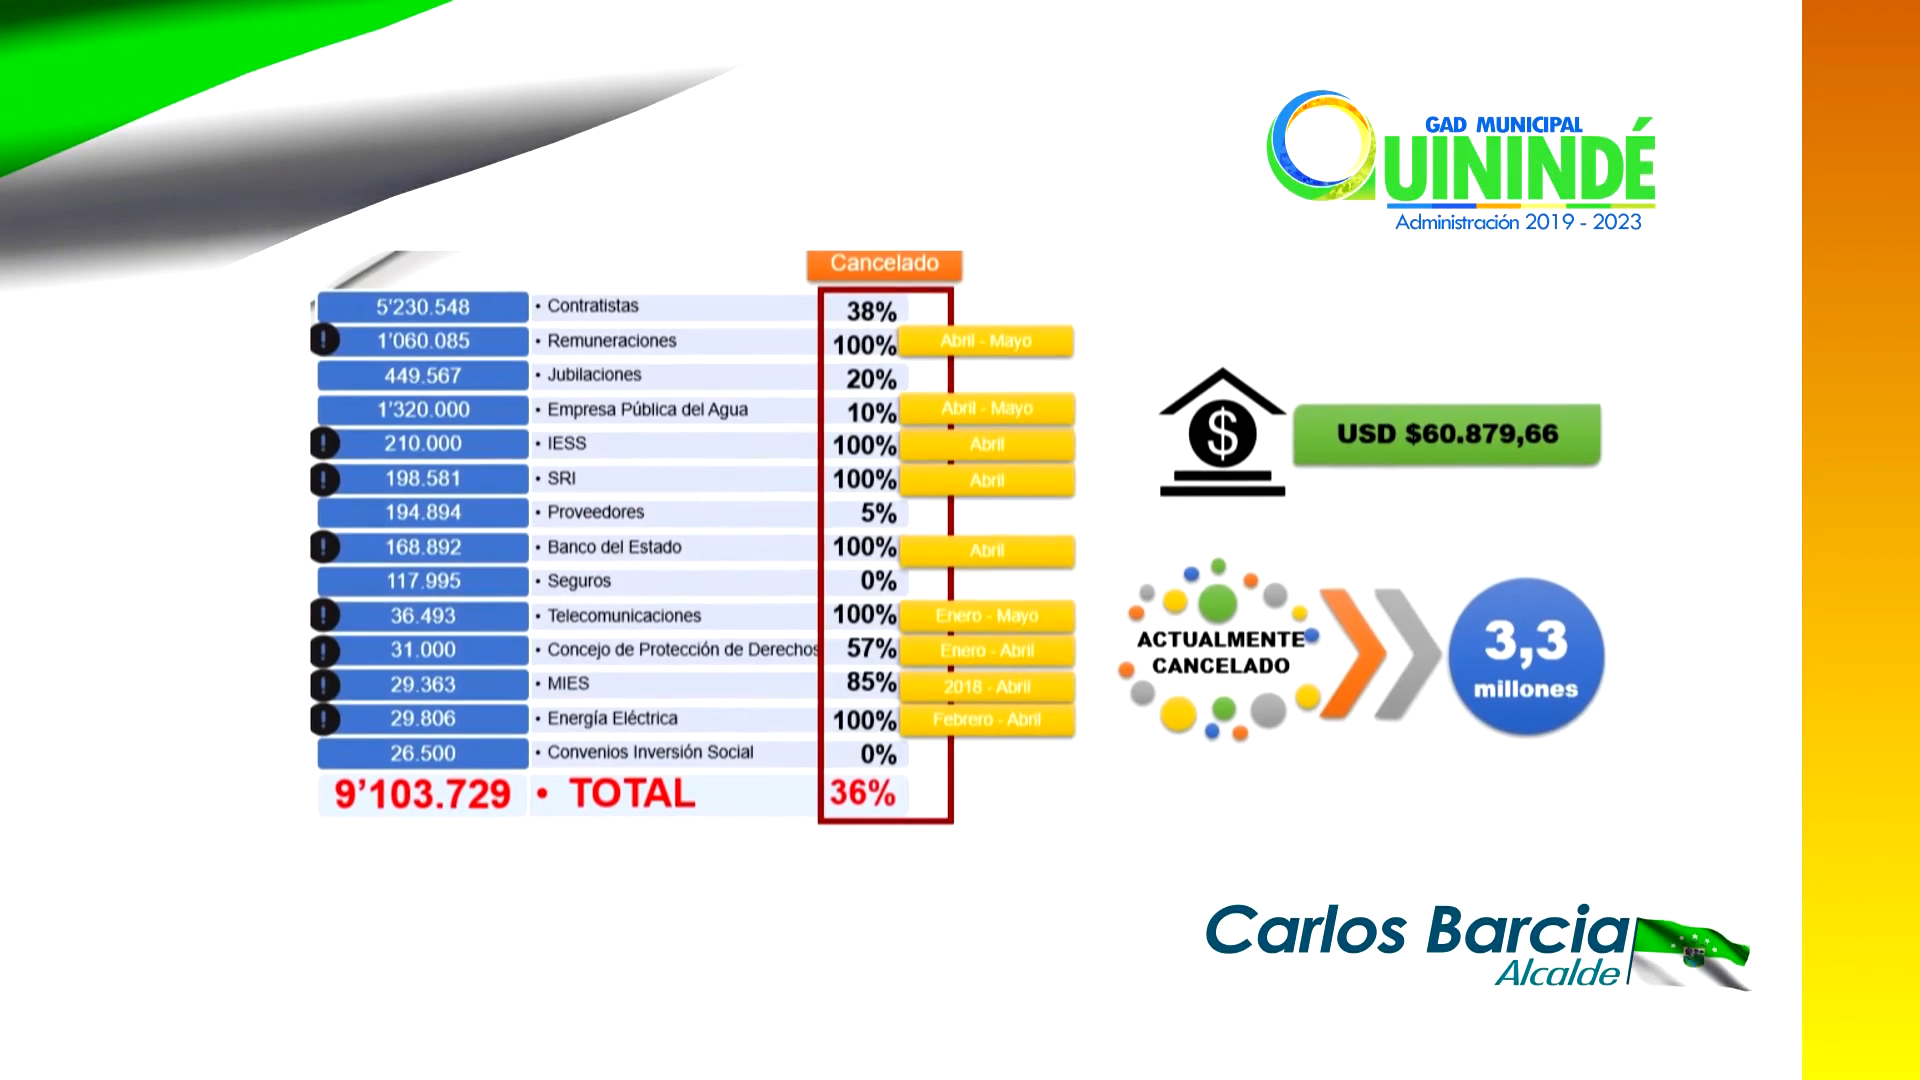 GAD MUNICIPAL
QUININDÉ
Administración 2019 - 2023
Cancelado
5'230.548 • Contratistas 38%
1'060.085 • Remuneraciones 100% Abril - Mayo
449.567 • Jubilaciones 20%
1'320.000 • Empresa Pública del Agua 10% Abril - Mayo
210.000 • IESS 100% Abril
198.581 • SRI 100% Abril
194.894 • Proveedores 5%
168.892 • Banco del Estado 100% Abril
117.995 • Seguros 0%
36.493 • Telecomunicaciones 100% Enero - Mayo
31.000 • Concejo de Protección de Derechos 57% Enero - Abril
29.363 • MIES 85% 2018 - Abril
29.806 • Energía Eléctrica 100% Febrero - Abril
26.500 • Convenios Inversión Social 0%
9'103.729 • TOTAL 36%
$
USD $60.879,66
ACTUALMENTE
CANCELADO
3,3
millones
Carlos Barcia
Alcalde